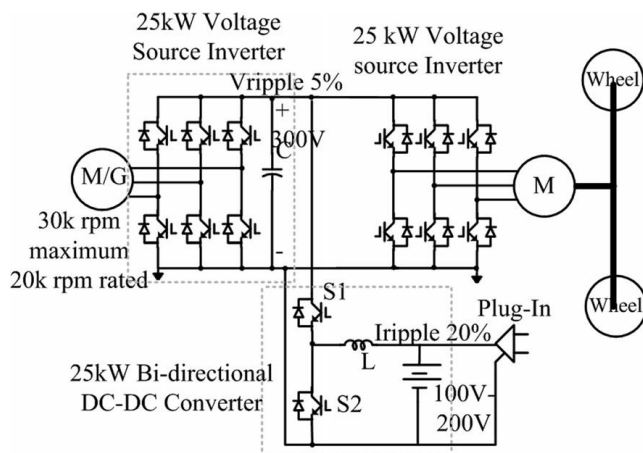 25kW Voltage
Source Inverter
25 kW Voltage
source Inverter
Vripple 5%
Wheel
+
300V
C
M/G
M
-
30k rpm
maximum
20k rpm rated
S1
Plug-In
Iripple 20%
L
Wheel
25kW Bi-directional
DC-DC Converter
S2
100V-
200V